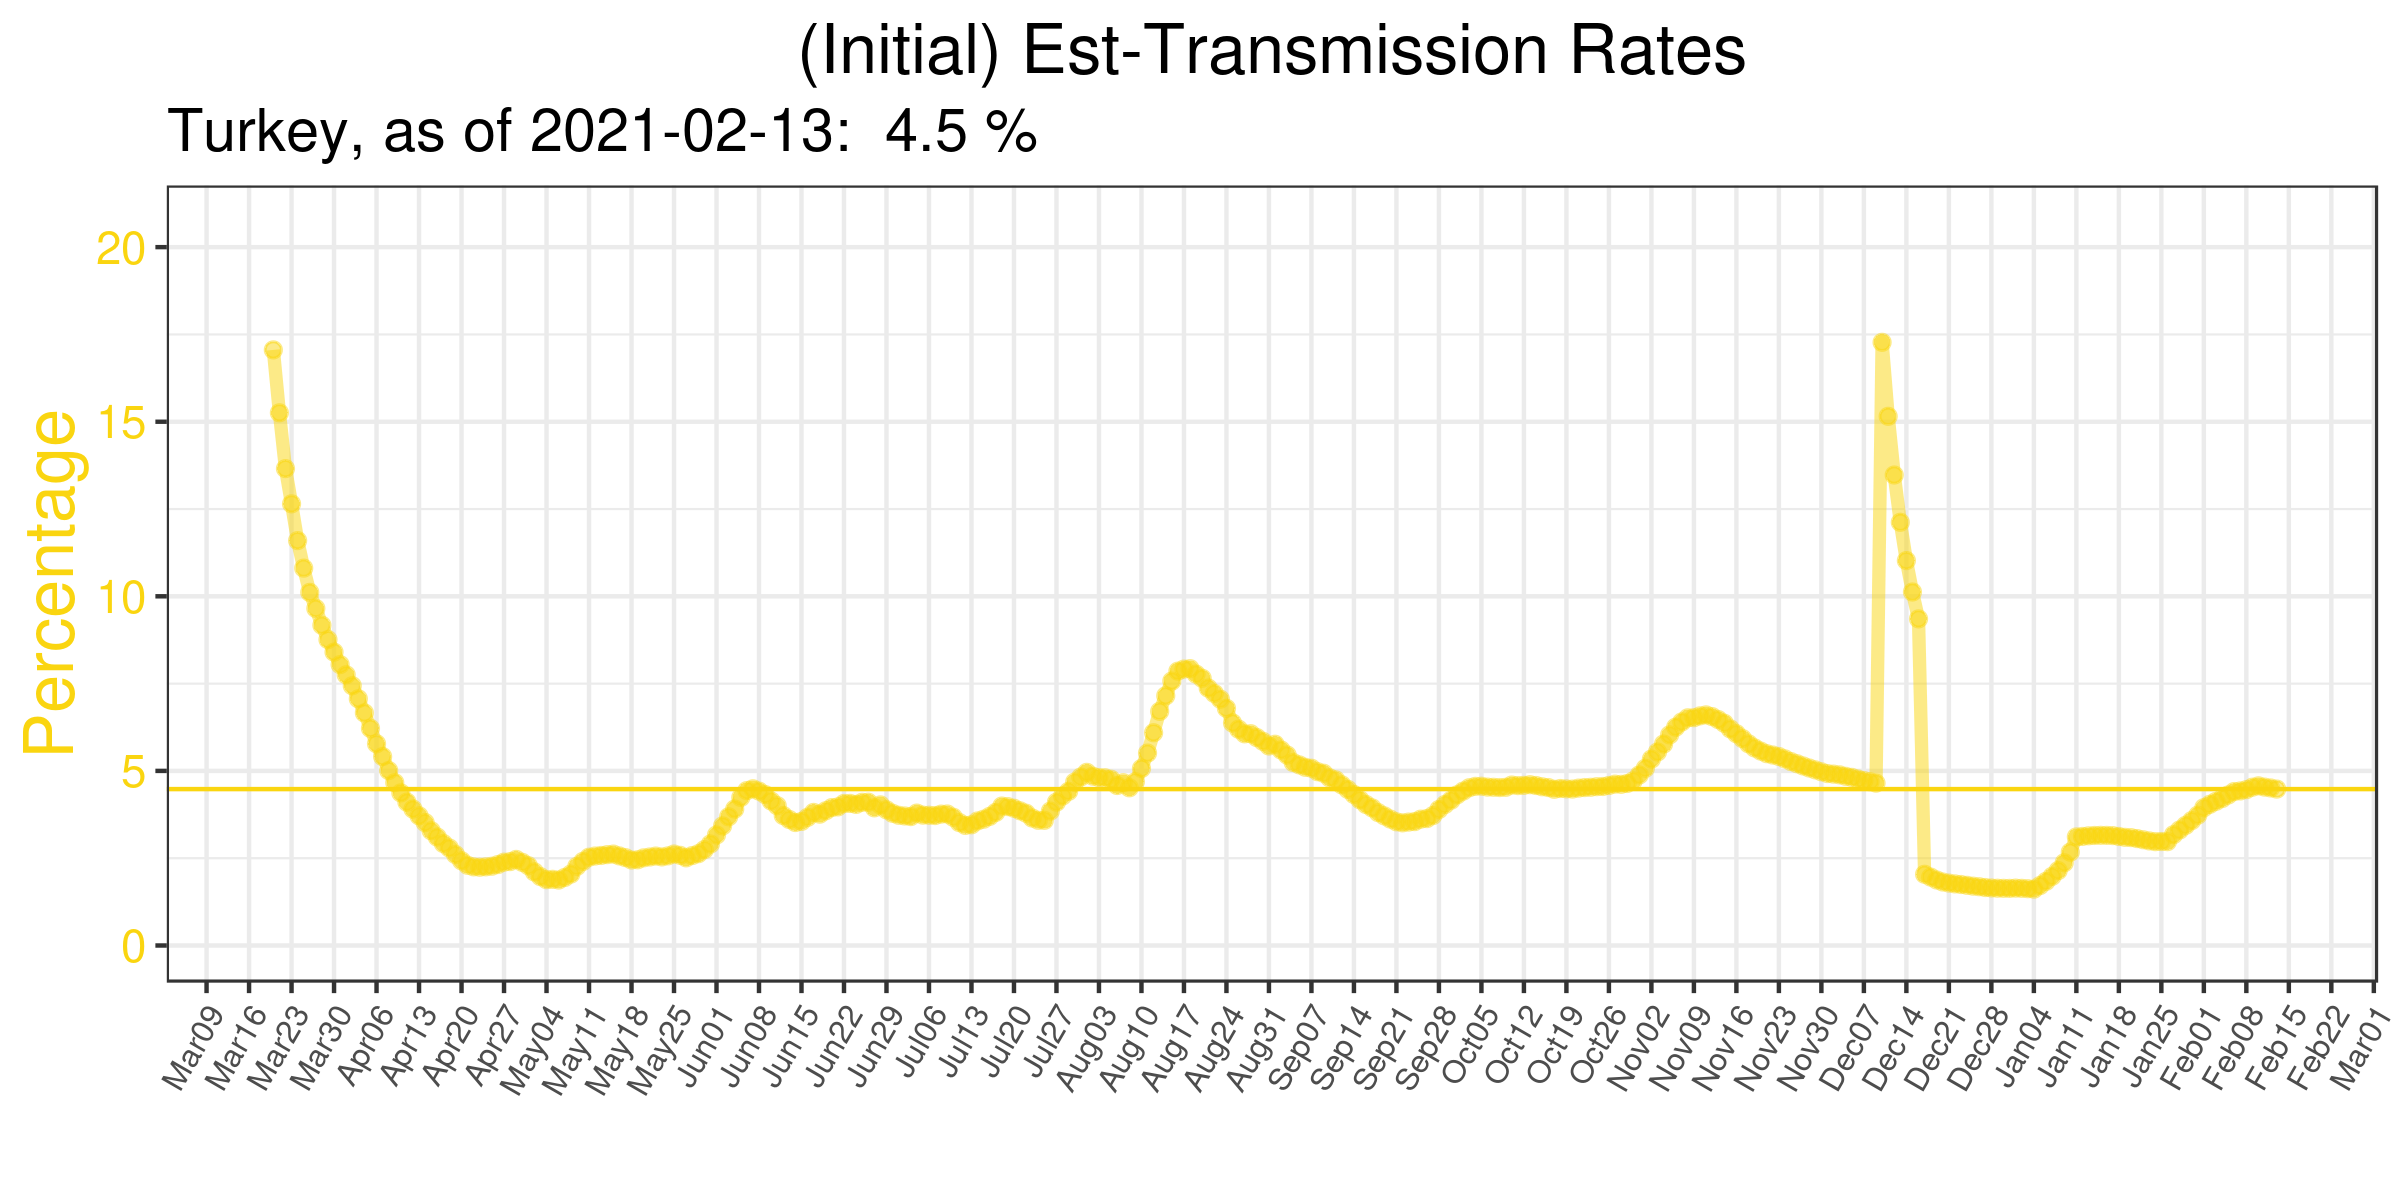 (Initial) Est-Transmission Rates
Turkey, as of 2021-02-13:  4.5 %
Percentage
20
15
10
5
0
Mar09
Mar16
Mar23
Mar30
Apr06
Apr13
Apr20
Apr27
May04
May11
May18
May25
Jun01
Jun08
Jun15
Jun22
Jun29
Jul06
Jul13
Jul20
Jul27
Aug03
Aug10
Aug17
Aug24
Aug31
Sep07
Sep14
Sep21
Sep28
Oct05
Oct12
Oct19
Oct26
Nov02
Nov09
Nov16
Nov23
Nov30
Dec07
Dec14
Dec21
Dec28
Jan04
Jan11
Jan18
Jan25
Feb01
Feb08
Feb15
Feb22
Mar01